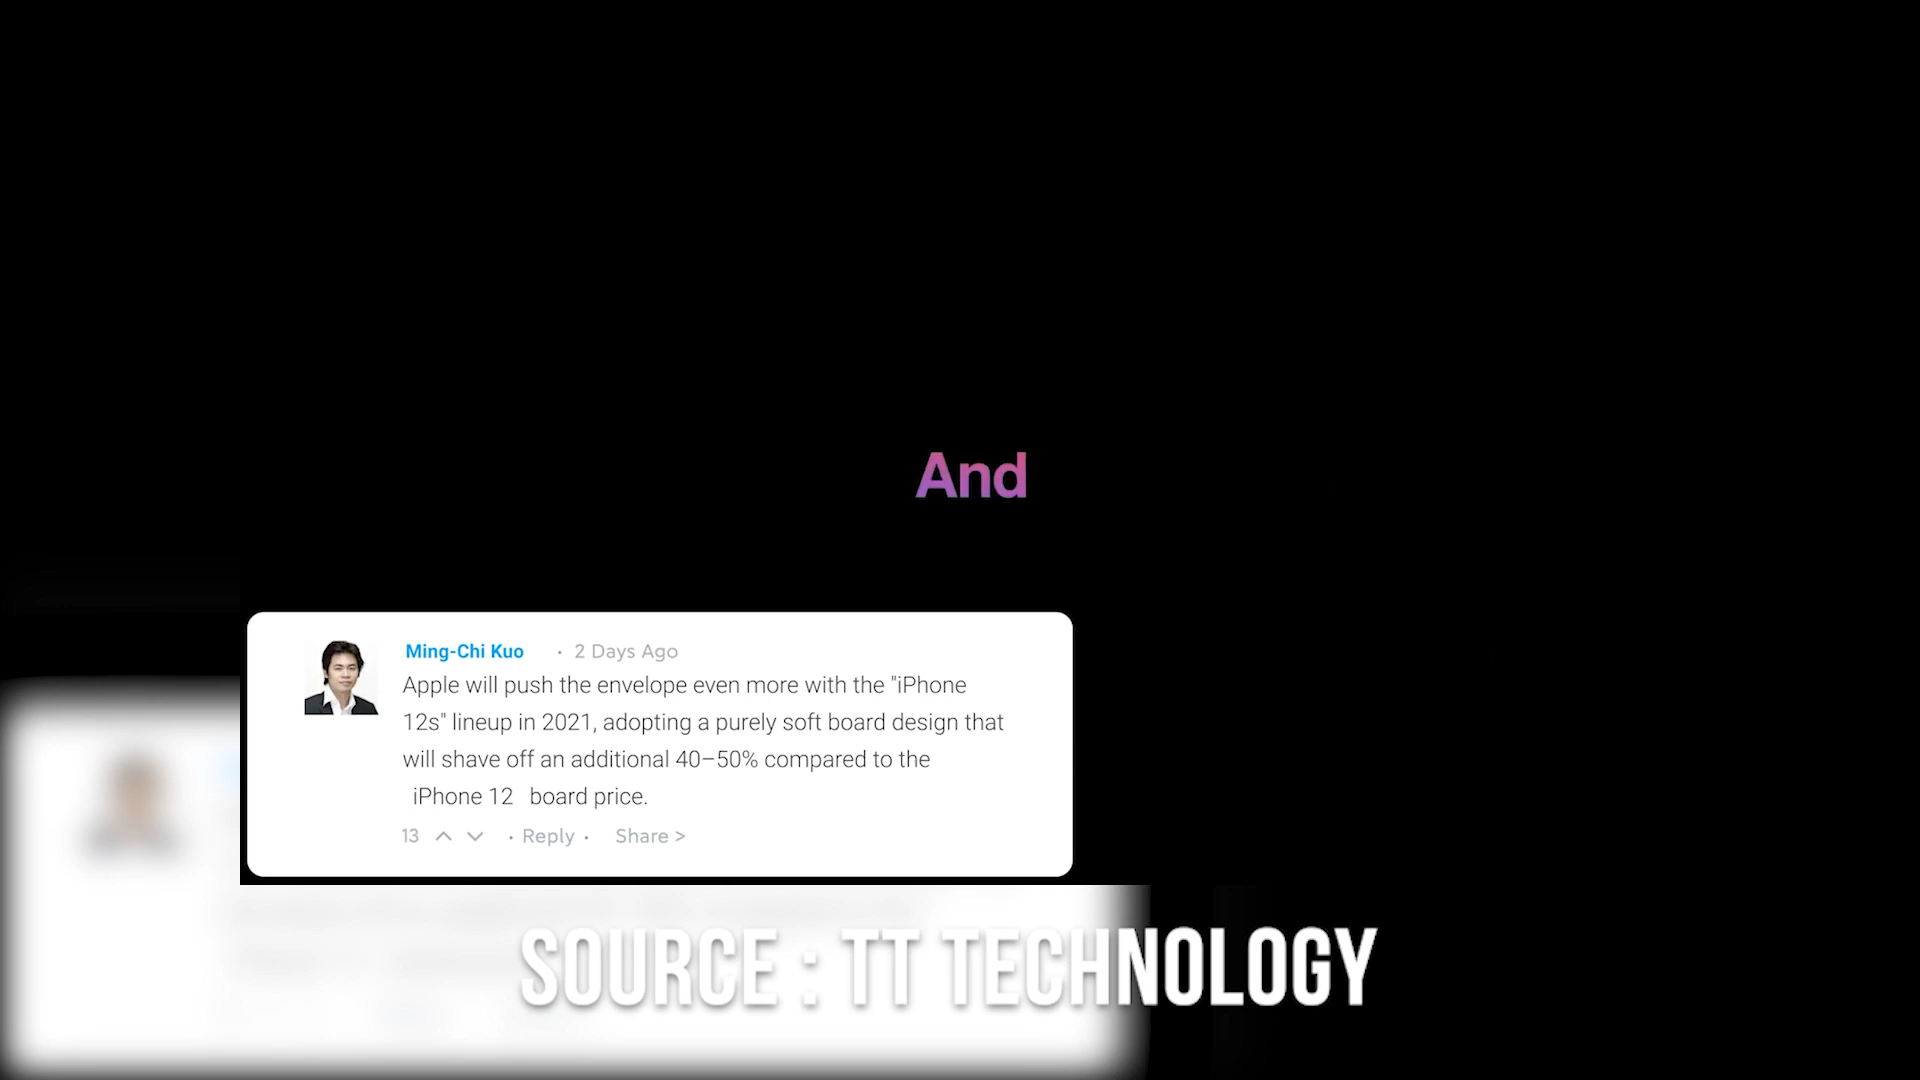 And
Ming-Chi Kuo · 2 Days Ago
Apple will push the envelope even more with the "iPhone
12s" lineup in 2021, adopting a purely soft board design that
will shave off an additional 40–50% compared to the
iPhone 12 board price.
13 · Reply · Share >
SOURCE : TT TECHNOLOGY